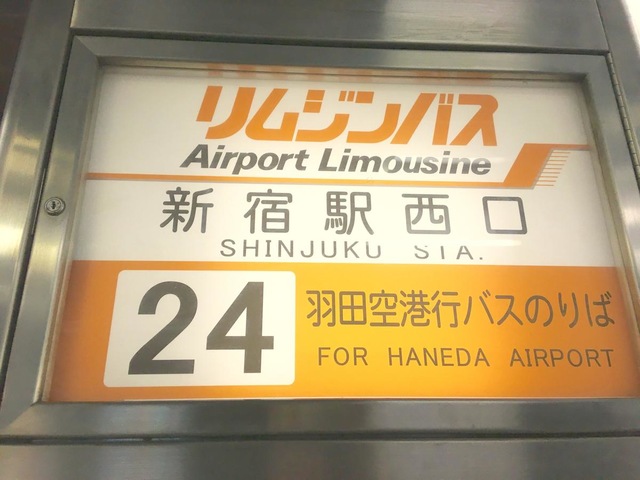 リムジンバス
Airport Limousine
新宿駅西口
SHINJUKU STA.
24
羽田空港行バスのりば
FOR HANEDA AIRPORT